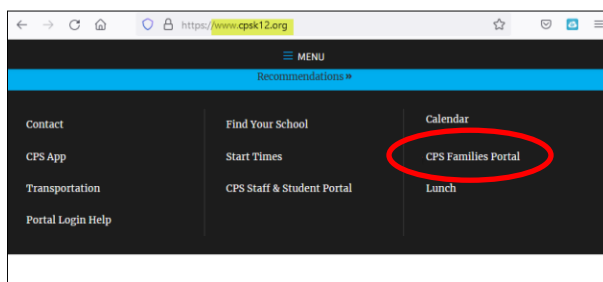 https://www.cpsk12.org
MENU
Recommendations »
Contact
Find Your School
Calendar
CPS App
Start Times
CPS Families Portal
Transportation
CPS Staff & Student Portal
Lunch
Portal Login Help